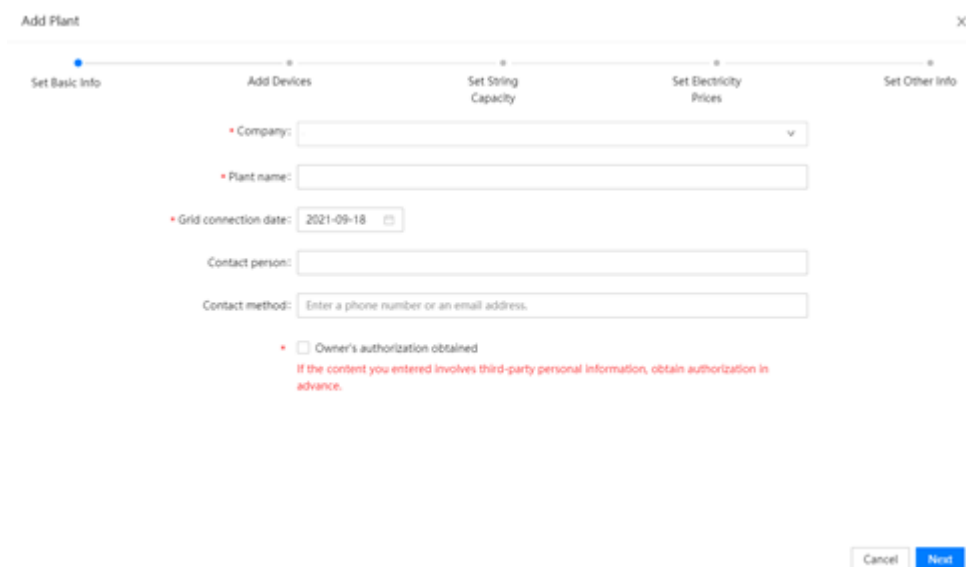 Add Plant
Set Basic Info
Add Devices
Set String
Capacity
Set Electricity
Prices
Set Other Info
* Company:
* Plant name:
* Grid connection date: 2021-09-18
Contact person:
Contact method: Enter a phone number or an email address.
* Owner's authorization obtained
If the content you entered involves third-party personal information, obtain authorization in
advance.
Cancel Next